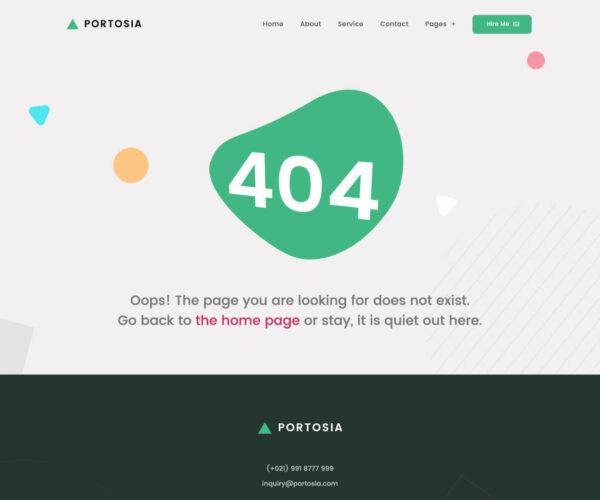 PORTOSIA
Home About Service Contact Pages + Hire Me
404
Oops! The page you are looking for does not exist.
Go back to the home page or stay, it is quiet out here.
PORTOSIA
(+021) 991 8777 999
inquiry@portosia.com